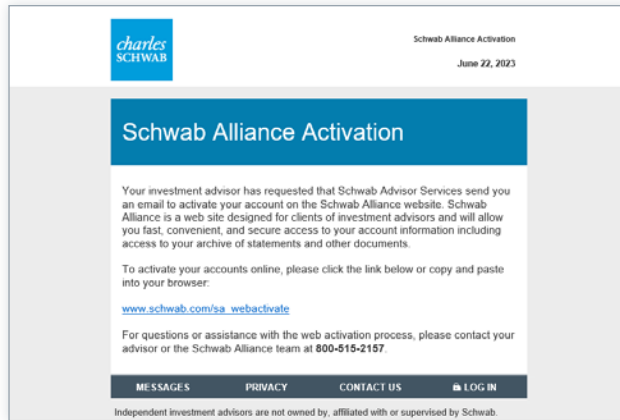 charles
SCHWAB
Schwab Alliance Activation
June 22, 2023
Schwab Alliance Activation
Your investment advisor has requested that Schwab Advisor Services send you
an email to activate your account on the Schwab Alliance website. Schwab
Alliance is a web site designed for clients of investment advisors and will allow
you fast, convenient, and secure access to your account information including
access to your archive of statements and other documents.
To activate your accounts online, please click the link below or copy and paste
into your browser:
www.schwab.com/sa_webactivate
For questions or assistance with the web activation process, please contact your
advisor or the Schwab Alliance team at 800-515-2157.
MESSAGES PRIVACY CONTACT US LOG IN
Independent investment advisors are not owned by, affiliated with or supervised by Schwab.